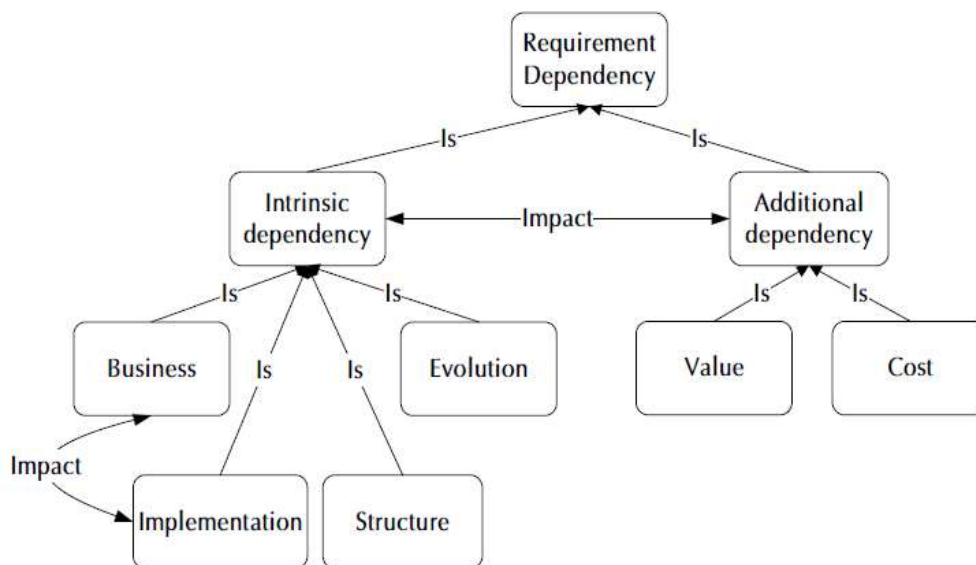 Requirement
Dependency
Is
Is
Intrinsic
dependency
Impact
Additional
dependency
Is
Is
Is
Is
Business
Is
Is
Evolution
Value
Cost
Impact
Implementation
Structure